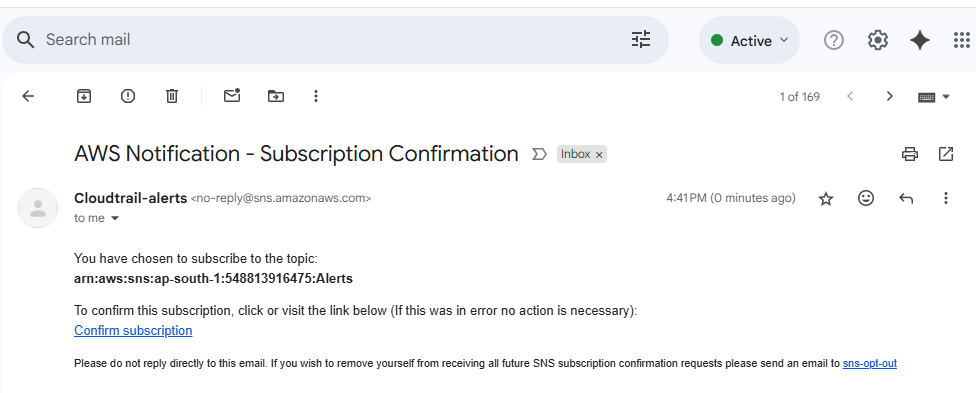 Search mail
Active
1 of 169
AWS Notification - Subscription Confirmation
Inbox ×
Cloudtrail-alerts <no-reply@sns.amazonaws.com>
4:41 PM (0 minutes ago)
to me
You have chosen to subscribe to the topic:
arn:aws:sns:ap-south-1:548813916475:Alerts
To confirm this subscription, click or visit the link below (If this was in error no action is necessary):
Confirm subscription
Please do not reply directly to this email. If you wish to remove yourself from receiving all future SNS subscription confirmation requests please send an email to sns-opt-out